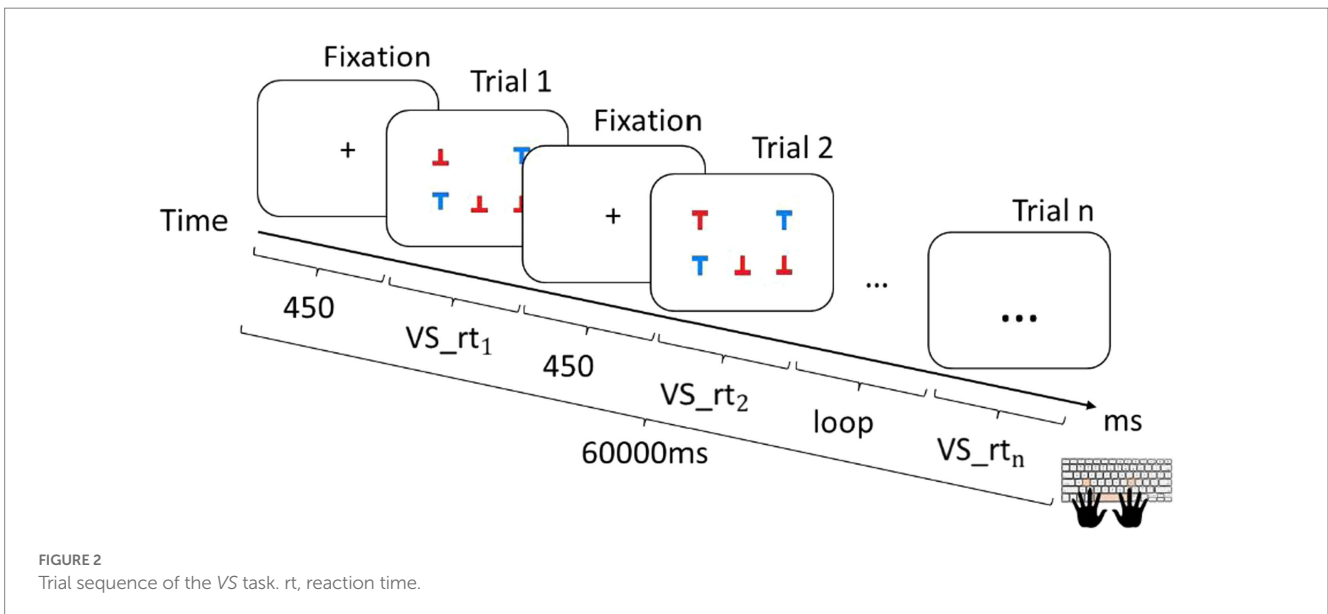 Fixation
Trial 1
Fixation
Trial 2
Trial n
+
+
...
...
Time
450
VS_rt₁
450
VS_rt₂
loop
VS_rtₙ
ms
60000ms
FIGURE 2
Trial sequence of the VS task. rt, reaction time.